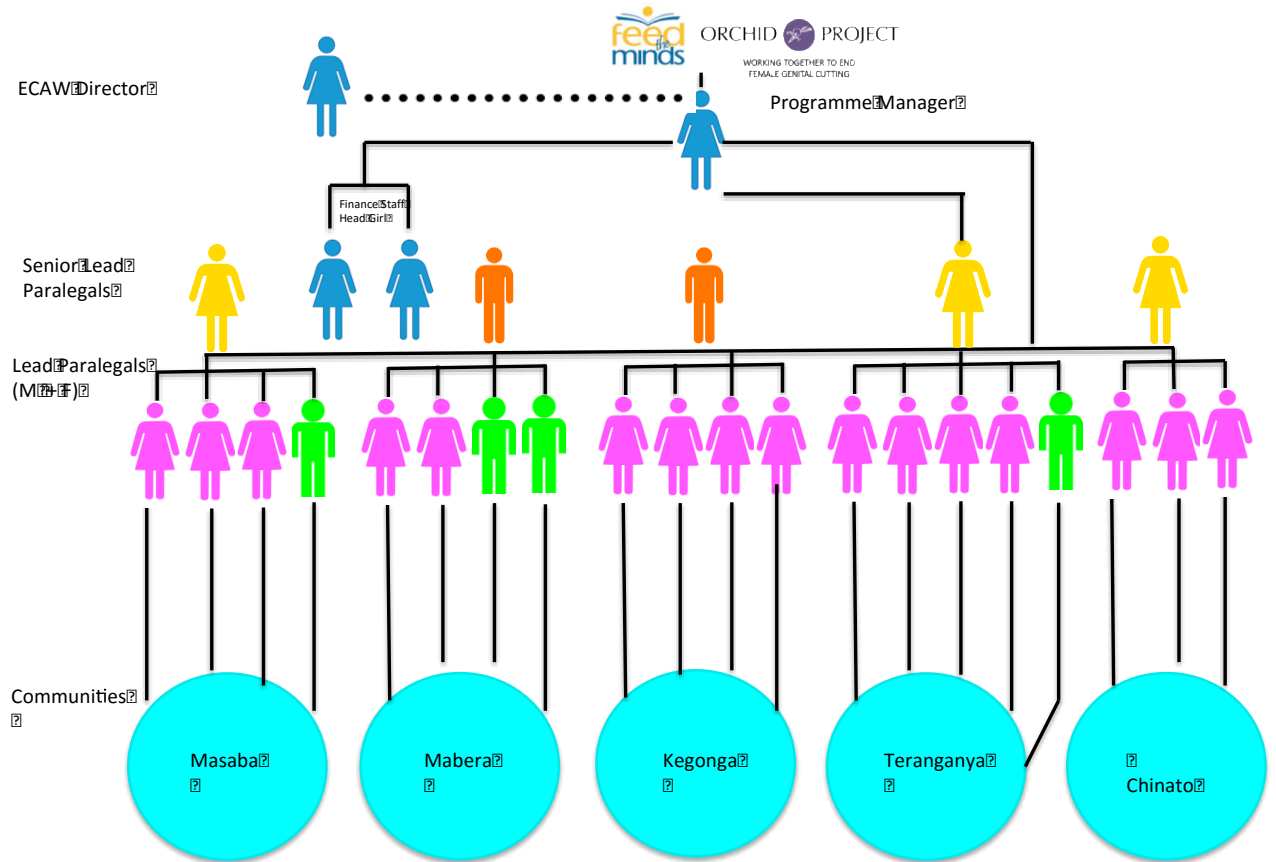 feed
the
minds
ORCHID PROJECT
WORKING TOGETHER TO END
FEMALE GENITAL CUTTING
ECAW⍰Director⍰
Programme⍰Manager⍰
Finance⍰Staff⍰
Head⍰Girl⍰
Senior⍰Lead⍰
Paralegals⍰
Lead⍰Paralegals⍰
(M⍰+⍰F)⍰
Communities⍰
⍰
Masaba⍰
⍰
Mabera⍰
⍰
Kegonga⍰
⍰
Teranganya⍰
⍰
⍰
Chinato⍰